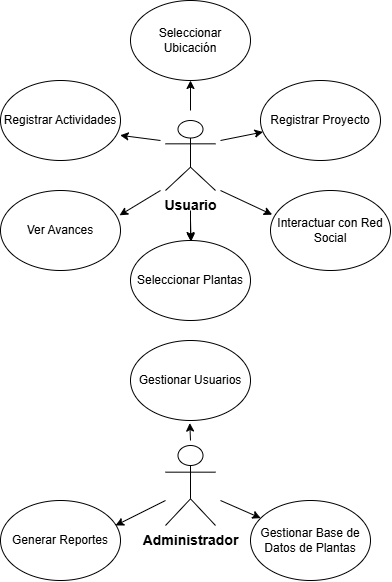 Seleccionar
Ubicación
Registrar Actividades
Registrar Proyecto
Usuario
Ver Avances
Interactuar con Red
Social
Seleccionar Plantas
Gestionar Usuarios
Generar Reportes
Administrador
Gestionar Base de
Datos de Plantas